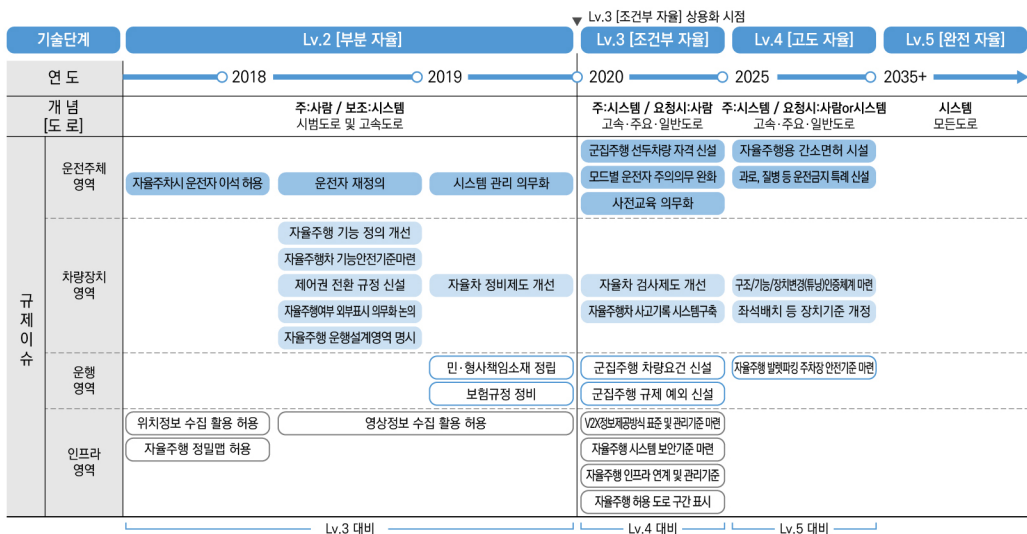 Lv.3 [조건부 자율] 상용화 시점
기술단계
Lv.2 [부분 자율]
Lv.3 [조건부 자율]
Lv.4 [고도 자율]
Lv.5 [완전 자율]
연 도
2018
2019
2020
2025
2035+
개 념
[도로]
주:사람 / 보조:시스템
시범도로 및 고속도로
주:시스템 / 요청시:사람
고속·주요·일반도로
주:시스템 / 요청시:사람or시스템
고속·주요·일반도로
시스템
모든도로
규제이슈
운전주체
영역
자율주차시 운전자 이석 허용
운전자 재정의
시스템 관리 의무화
군집주행 선두차량 자격 신설
모드별 운전자 주의의무 완화
사전교육 의무화
자율주행용 간소면허 시설
과로, 질병 등 운전금지 특례 신설
차량장치
영역
자율주행 기능 정의 개선
자율주행차 기능안전기준마련
제어권 전환 규정 신설
자율주행여부 외부표시 의무화 논의
자율주행 운행설계영역 명시
자율차 정비제도 개선
자율차 검사제도 개선
자율주행차 사고기록 시스템구축
구조/기능/장치변경(튜닝)인증체계 마련
좌석배치 등 장치기준 개정
운행
영역
민·형사책임소재 정립
보험규정 정비
군집주행 차량요건 신설
군집주행 규제 예외 신설
자율주행 발렛파킹 주차장 안전기준 마련
인프라
영역
위치정보 수집 활용 허용
자율주행 정밀맵 허용
영상정보 수집 활용 허용
V2X정보제공방식 표준 및 관리기준 마련
자율주행 시스템 보안기준 마련
자율주행 인프라 연계 및 관리기준
자율주행 허용 도로 구간 표시
Lv.3 대비
Lv.4 대비
Lv.5 대비